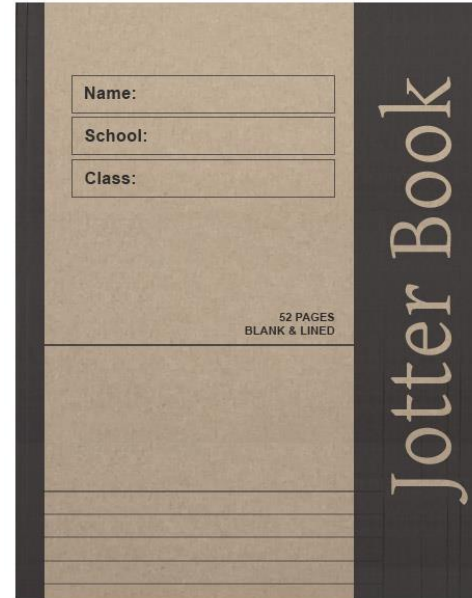 Name:
School:
Class:
52 PAGES
BLANK & LINED
Jotter Book